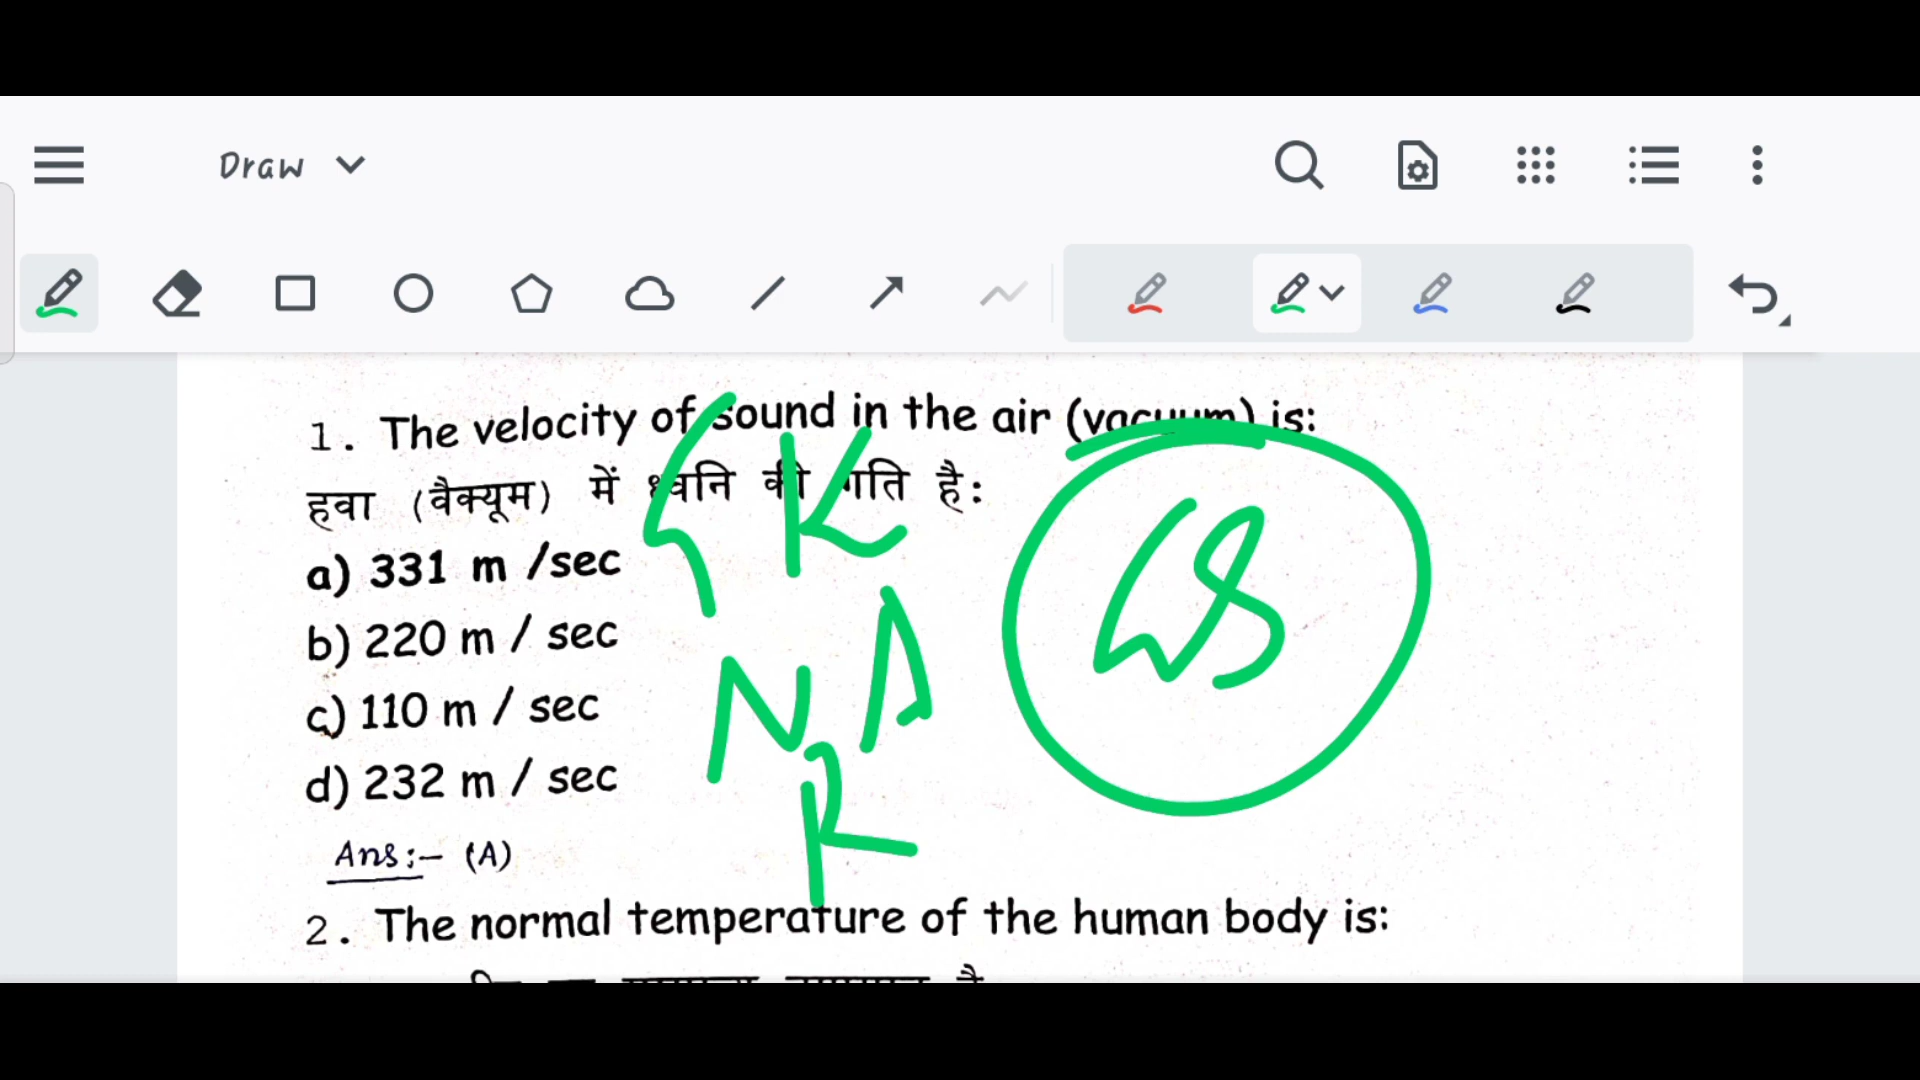 Draw
1. The velocity of sound in the air (vacuum) is:
हवा (वैक्यूम) में ध्वनि की गति है:
a) 331 m /sec
b) 220 m / sec
c) 110 m / sec
d) 232 m / sec
Ans:- (A)
2. The normal temperature of the human body is: